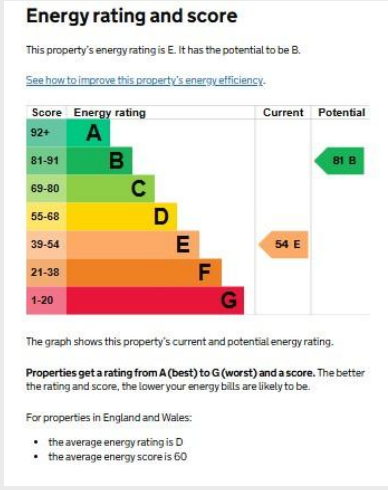 Energy rating and score
This property's energy rating is E. It has the potential to be B.
See how to improve this property's energy efficiency.
Score Energy rating Current Potential
92+ A
81-91 B 81 B
69-80 C
55-68 D
39-54 E 54 E
21-38 F
1-20 G
The graph shows this property's current and potential energy rating.
Properties get a rating from A (best) to G (worst) and a score. The better
the rating and score, the lower your energy bills are likely to be.
For properties in England and Wales:
• the average energy rating is D
• the average energy score is 60